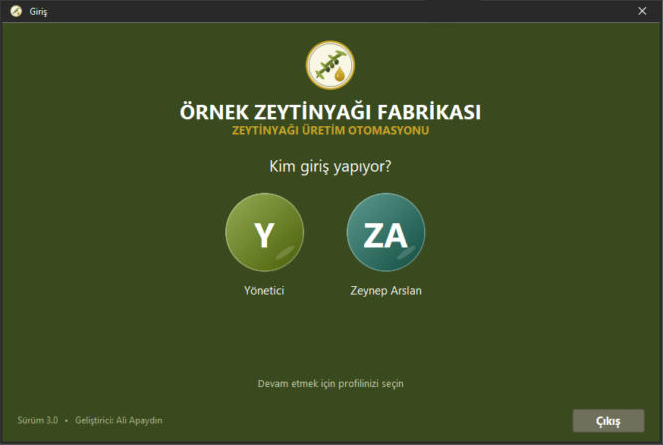 Giriş
ÖRNEK ZEYTİNYAĞI FABRİKASI
ZEYTİNYAĞI ÜRETİM OTOMASYONU
Kim giriş yapıyor?
Y
ZA
Yönetici
Zeynep Arslan
Devam etmek için profilinizi seçin
Sürüm 3.0 • Geliştirici: Ali Apaydın
Çıkış